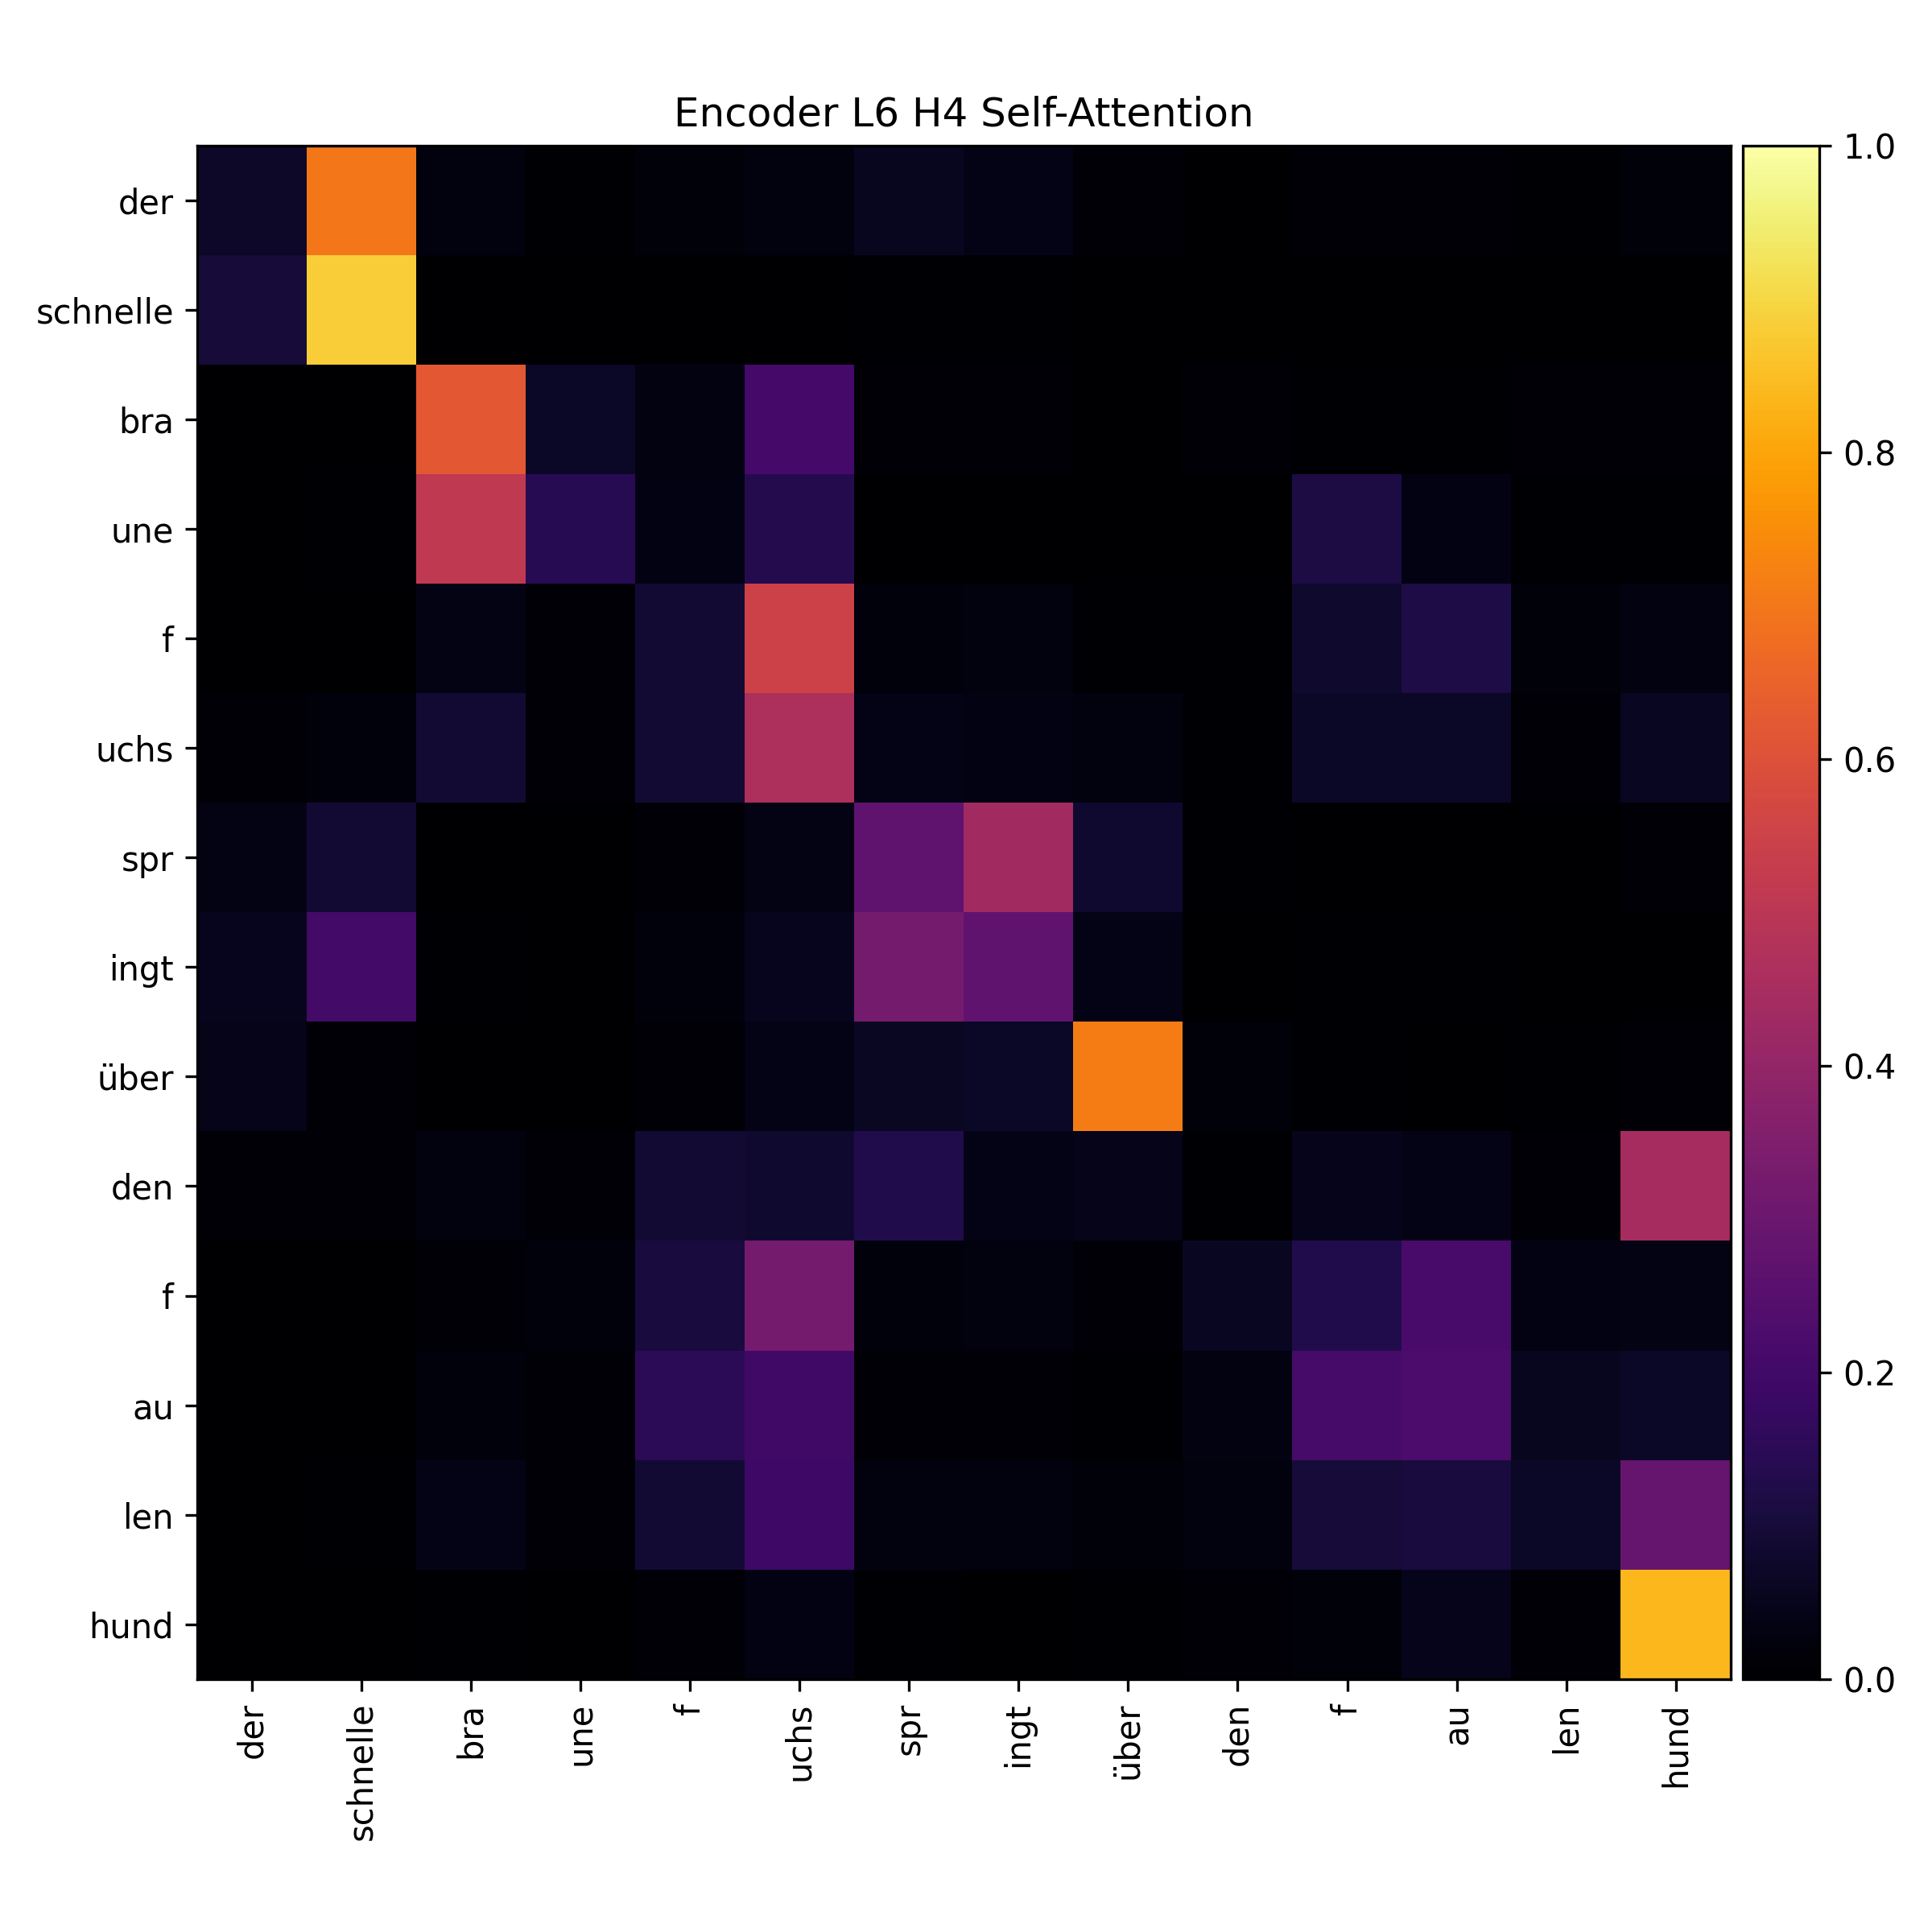 Encoder L6 H4 Self-Attention
der
schnelle
bra
une
f
uchs
spr
ingt
über
den
f
au
len
hund
der
schnelle
bra
une
f
uchs
spr
ingt
über
den
f
au
len
hund
1.0
0.8
0.6
0.4
0.2
0.0